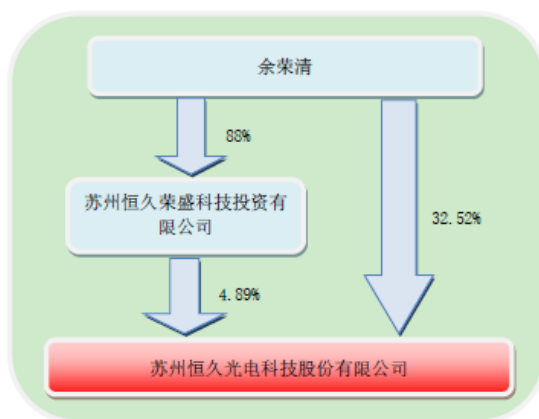 余荣清
88%
苏州恒久荣盛科技投资有
限公司
32.52%
4.89%
苏州恒久光电科技股份有限公司